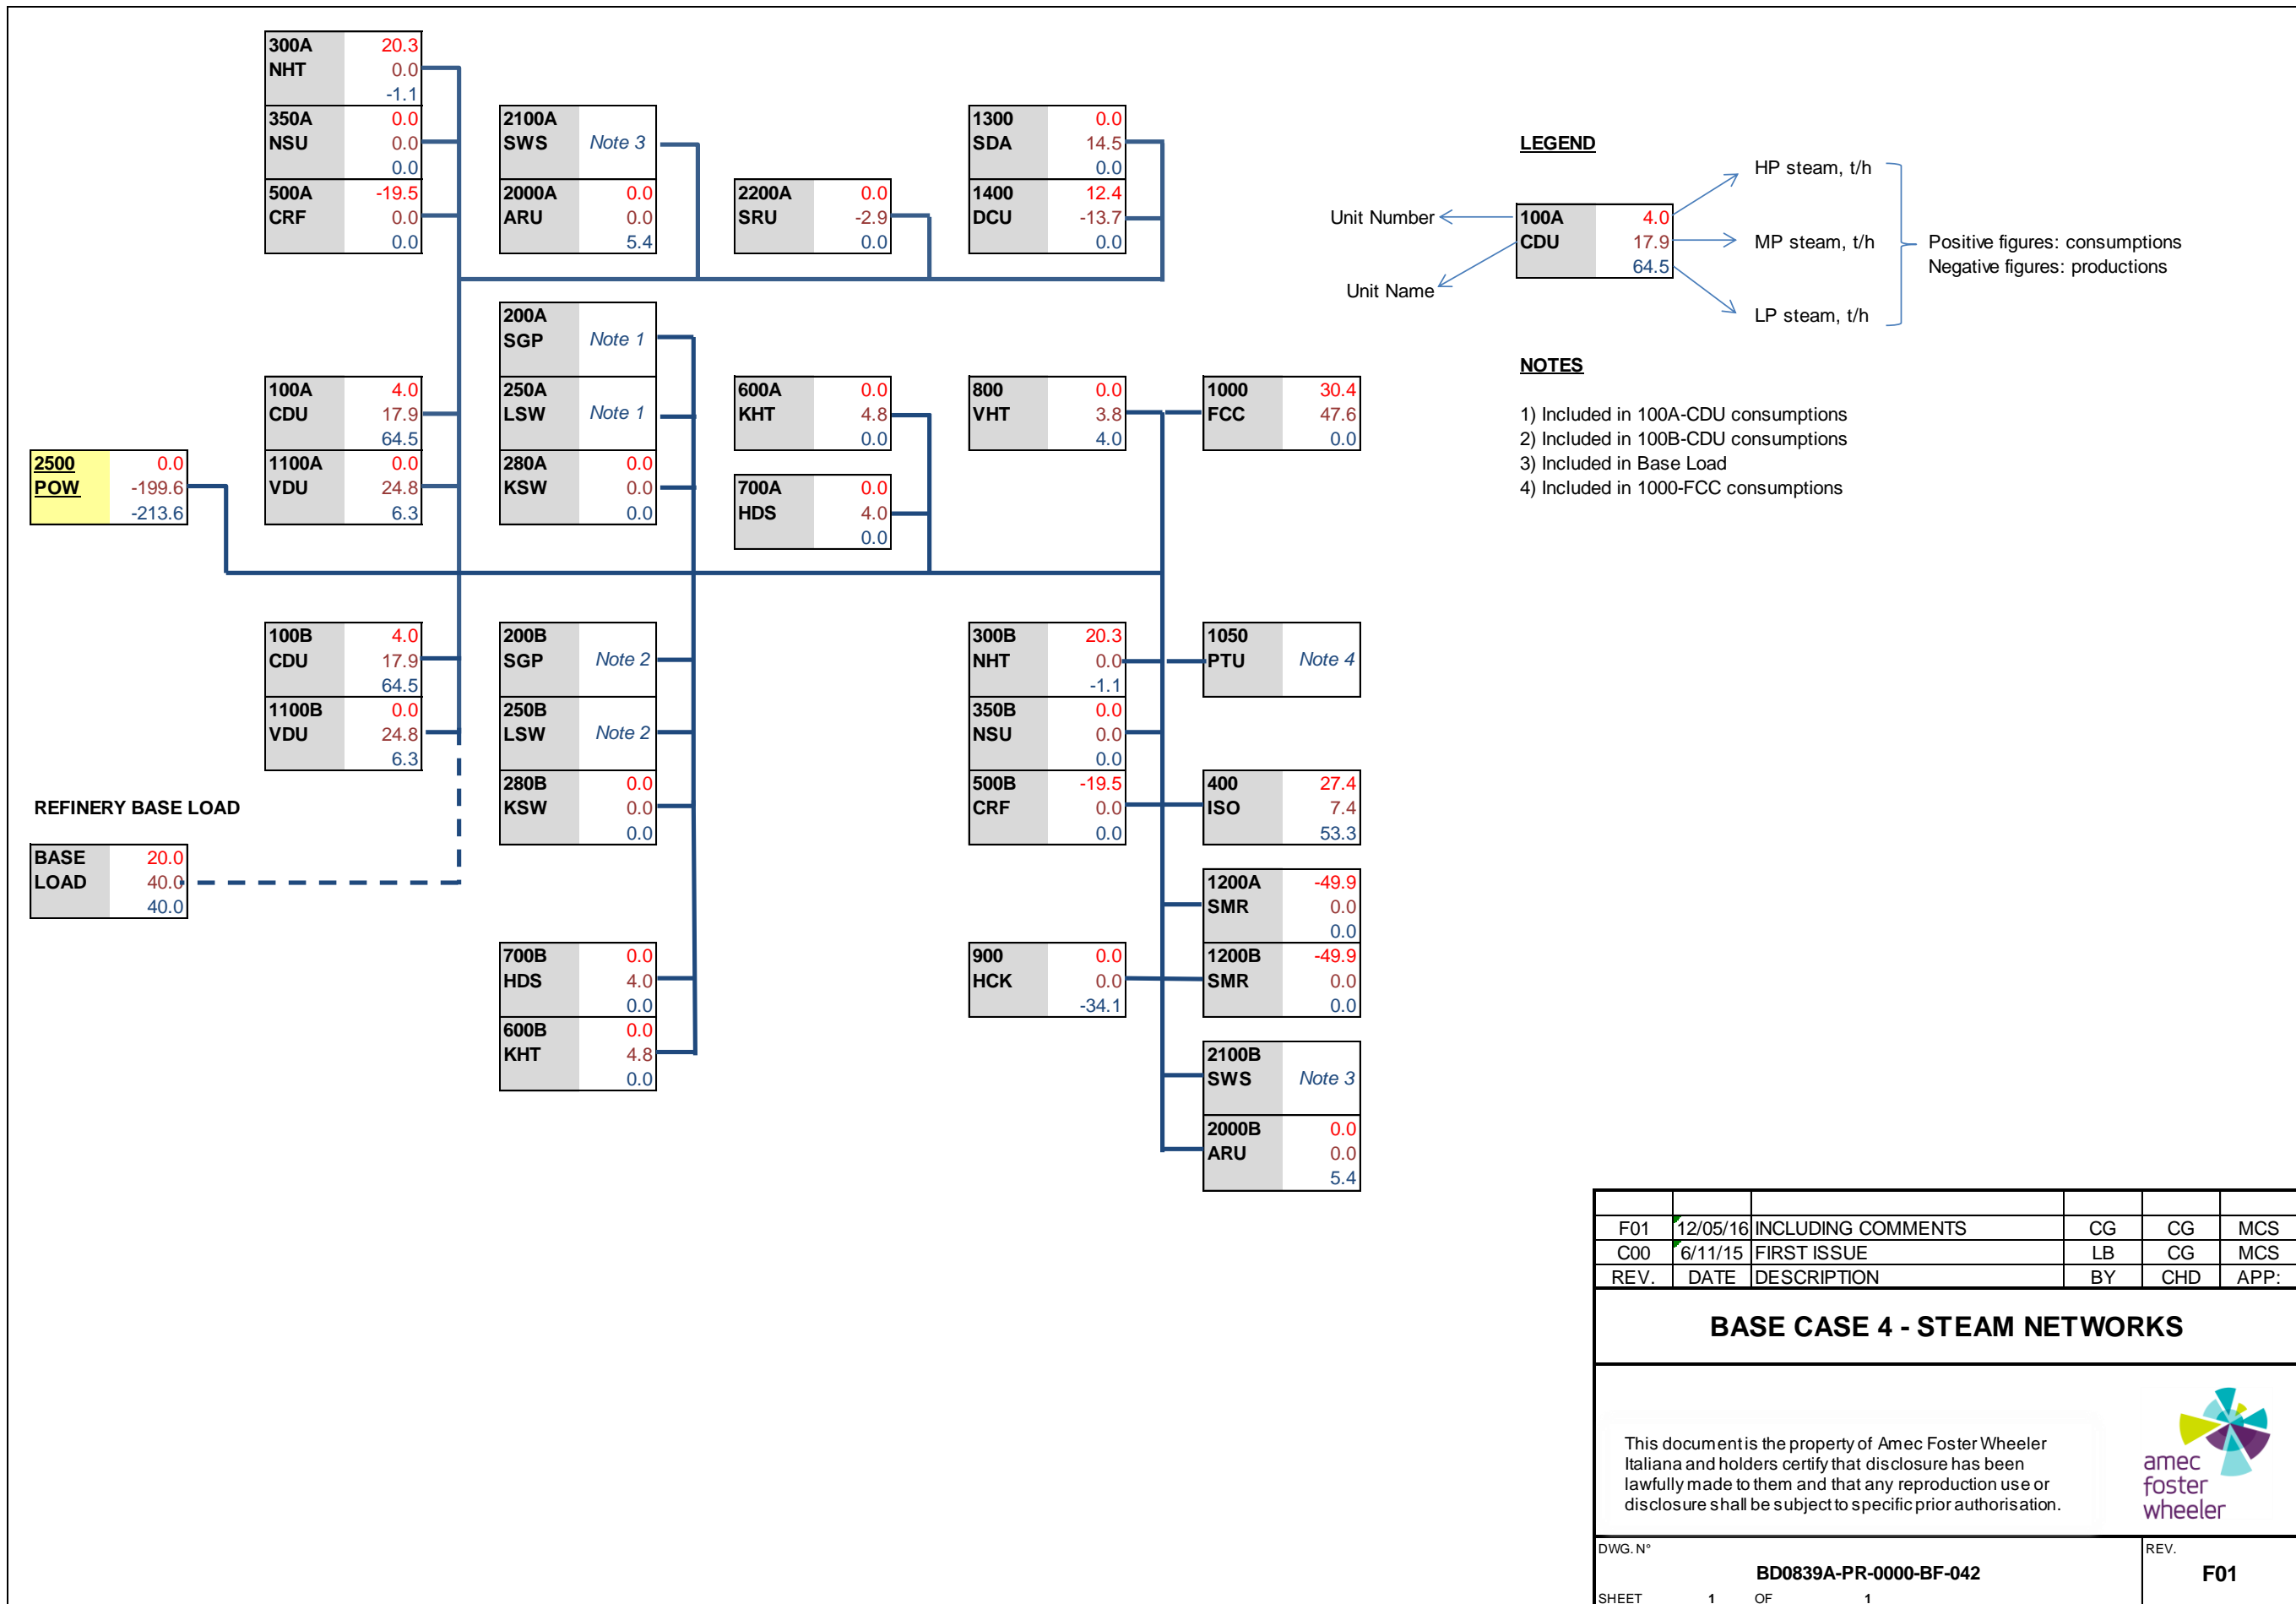 300A 20.3
NHT 0.0
-1.1
350A 0.0
NSU 0.0
0.0
500A -19.5
CRF 0.0
0.0
2100A
SWS Note 3
2000A 0.0
ARU 0.0
5.4
2200A 0.0
SRU -2.9
0.0
1300 0.0
SDA 14.5
0.0
1400 12.4
DCU -13.7
0.0
LEGEND
HP steam, t/h
Unit Number
100A 4.0
CDU 17.9
64.5
MP steam, t/h
Positive figures: consumptions
Negative figures: productions
Unit Name
LP steam, t/h
NOTES
1) Included in 100A-CDU consumptions
2) Included in 100B-CDU consumptions
3) Included in Base Load
4) Included in 1000-FCC consumptions
200A
SGP Note 1
250A
LSW Note 1
280A 0.0
KSW 0.0
0.0
100A 4.0
CDU 17.9
64.5
1100A 0.0
VDU 24.8
6.3
600A 0.0
KHT 4.8
0.0
700A 0.0
HDS 4.0
0.0
800 0.0
VHT 3.8
4.0
1000 30.4
FCC 47.6
0.0
2500 0.0
POW -199.6
-213.6
100B 4.0
CDU 17.9
64.5
1100B 0.0
VDU 24.8
6.3
200B
SGP Note 2
250B
LSW Note 2
280B 0.0
KSW 0.0
0.0
300B 20.3
NHT 0.0
-1.1
350B 0.0
NSU 0.0
0.0
500B -19.5
CRF 0.0
0.0
1050
PTU Note 4
400 27.4
ISO 7.4
53.3
REFINERY BASE LOAD
BASE 20.0
LOAD 40.0
40.0
1200A -49.9
SMR 0.0
0.0
1200B -49.9
SMR 0.0
0.0
700B 0.0
HDS 4.0
0.0
600B 0.0
KHT 4.8
0.0
900 0.0
HCK 0.0
-34.1
2100B
SWS Note 3
2000B 0.0
ARU 0.0
5.4
F01 12/05/16 INCLUDING COMMENTS CG CG MCS
C00 6/11/15 FIRST ISSUE LB CG MCS
REV. DATE DESCRIPTION BY CHD APP:
BASE CASE 4 - STEAM NETWORKS
This document is the property of Amec Foster Wheeler
Italiana and holders certify that disclosure has been
lawfully made to them and that any reproduction use or
disclosure shall be subject to specific prior authorisation.
amec
foster
wheeler
DWG. N° REV.
BD0839A-PR-0000-BF-042 F01
SHEET 1 OF 1